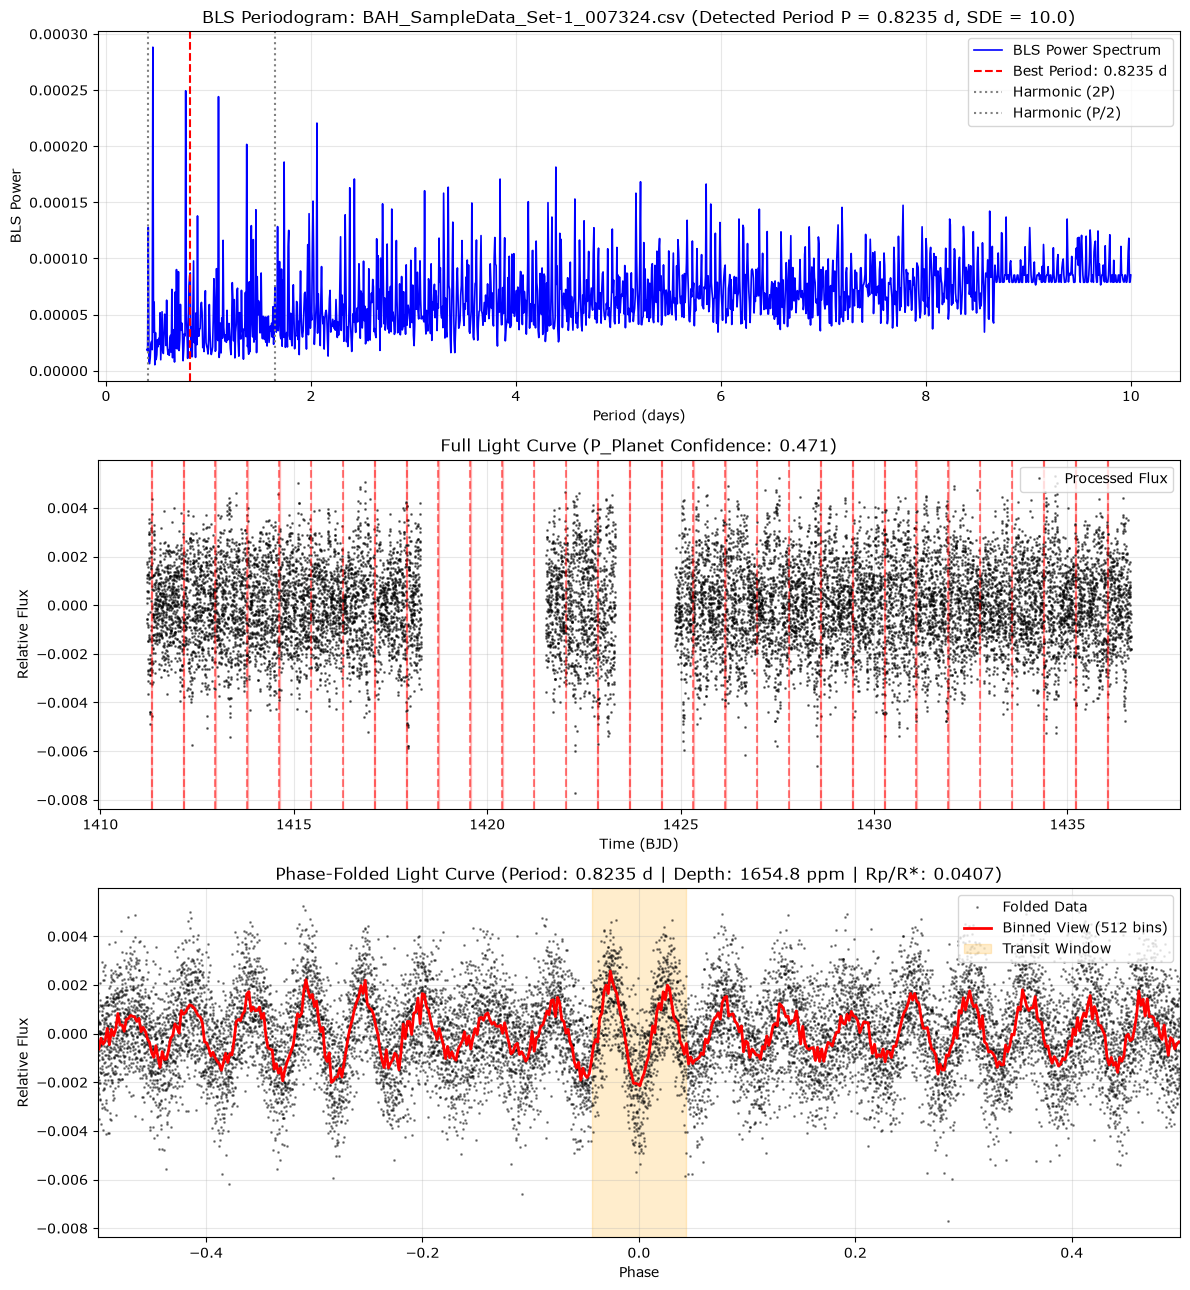 BLS Periodogram: BAH_SampleData_Set-1_007324.csv (Detected Period P = 0.8235 d, SDE = 10.0)
BLS Power
0.00030
0.00025
0.00020
0.00015
0.00010
0.00005
0.00000
BLS Power Spectrum
Best Period: 0.8235 d
Harmonic (2P)
Harmonic (P/2)
0 2 4 6 8 10
Period (days)
Full Light Curve (P_Planet Confidence: 0.471)
Relative Flux
0.004
0.002
0.000
−0.002
−0.004
−0.006
−0.008
Processed Flux
1410 1415 1420 1425 1430 1435
Time (BJD)
Phase-Folded Light Curve (Period: 0.8235 d | Depth: 1654.8 ppm | Rp/R*: 0.0407)
Relative Flux
0.004
0.002
0.000
−0.002
−0.004
−0.006
−0.008
Folded Data
Binned View (512 bins)
Transit Window
−0.4 −0.2 0.0 0.2 0.4
Phase